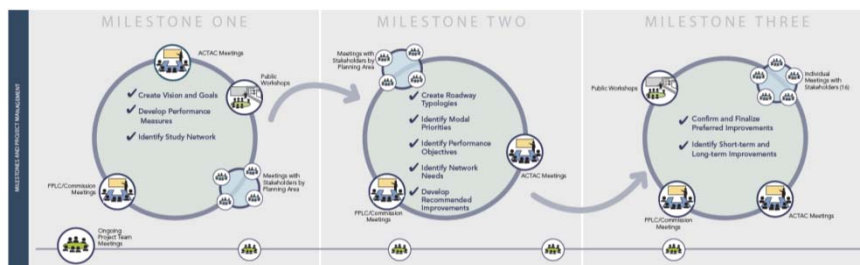 MILESTONES AND PROJECT MANAGEMENT
MILESTONE ONE
ACTAC Meetings
Public
Workshops
✔ Create Vision and Goals
✔ Develop Performance
Measures
✔ Identify Study Network
PPLC/Commission
Meetings
Meetings with
Stakeholders by
Planning Area
Ongoing
Project Team
Meetings
MILESTONE TWO
Meetings with
Stakeholders by
Planning Area
✔ Create Roadway
Typologies
✔ Identify Modal
Priorities
✔ Identify Performance
Objectives
✔ Identify Network
Needs
✔ Develop
Recommended
Improvements
ACTAC Meetings
PPLC/Commission
Meetings
MILESTONE THREE
Public Workshops
Individual
Meetings with
Stakeholders (16)
✔ Confirm and Finalize
Preferred Improvements
✔ Identify Short-term and
Long-term Improvements
PPLC/Commission
Meetings
ACTAC Meetings